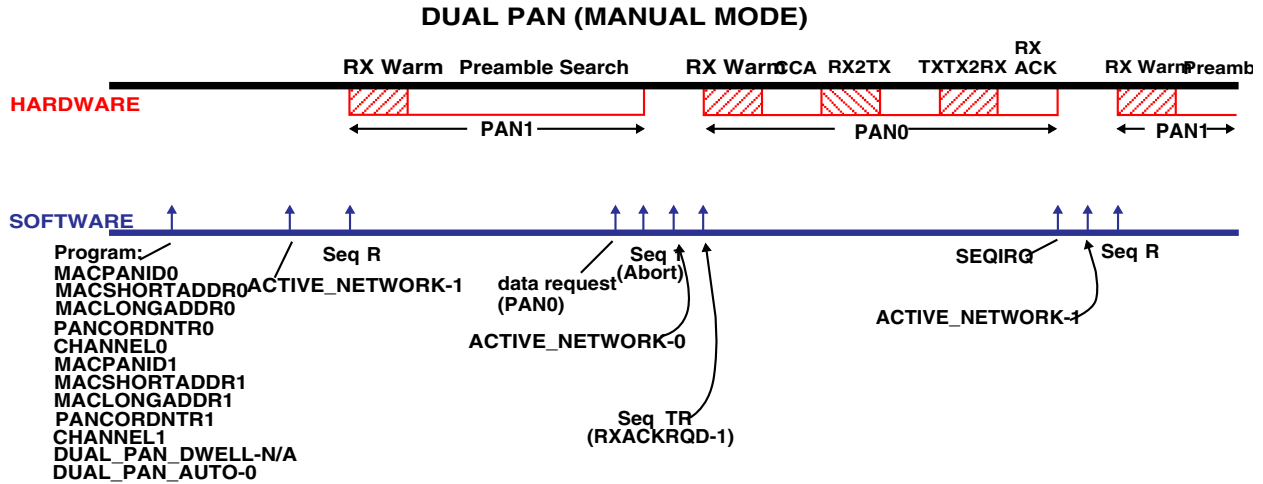 DUAL PAN (MANUAL MODE)
RX Warm Preamble Search RX Warm CCA RX2TX TXTX2RX RX ACK RX Warm Preamb
HARDWARE
PAN1 PAN0 PAN1
SOFTWARE
Program:
MACPANID0
MACSHORTADDR0
MACLONGADDR0
PANCORDNTR0
CHANNEL0
MACPANID1
MACSHORTADDR1
MACLONGADDR1
PANCORDNTR1
CHANNEL1
DUAL_PAN_DWELL-N/A
DUAL_PAN_AUTO-0
ACTIVE_NETWORK-1
Seq R
data request
(PAN0)
Seq I
(Abort)
ACTIVE_NETWORK-0
Seq TR
(RXACKRQD-1)
SEQIRQ
ACTIVE_NETWORK-1
Seq R